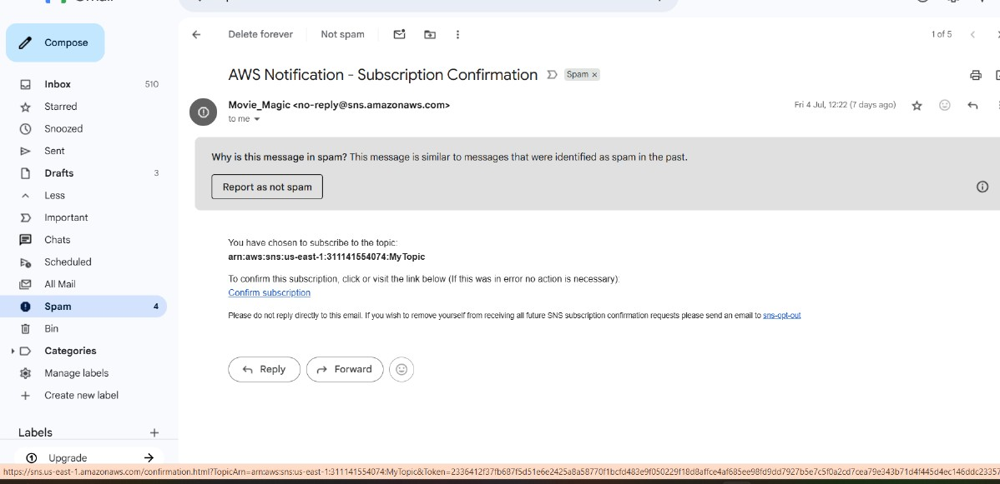 Compose
Delete forever
Not spam
1 of 5
Inbox 510
Starred
Snoozed
Sent
Drafts 3
Less
Important
Chats
Scheduled
All Mail
Spam 4
Bin
Categories
Manage labels
Create new label
Labels
Upgrade
AWS Notification - Subscription Confirmation Spam ×
Movie_Magic <no-reply@sns.amazonaws.com> Fri 4 Jul, 12:22 (7 days ago)
to me
Why is this message in spam? This message is similar to messages that were identified as spam in the past.
Report as not spam
You have chosen to subscribe to the topic:
arn:aws:sns:us-east-1:311141554074:MyTopic
To confirm this subscription, click or visit the link below (If this was in error no action is necessary):
Confirm subscription
Please do not reply directly to this email. If you wish to remove yourself from receiving all future SNS subscription confirmation requests please send an email to sns-opt-out
Reply
Forward
https://sns.us-east-1.amazonaws.com/confirmation.html?TopicArn=arn:aws:sns:us-east-1:311141554074:MyTopic&Token=2336412f37fb687f5d51e6e2425a8a58770f1bcfd483e9f050229f18d8affce4af685ee98fd9dd7927b5e7c5f0a2cd7cea79e343b71d4f445d4ec146ddc23357